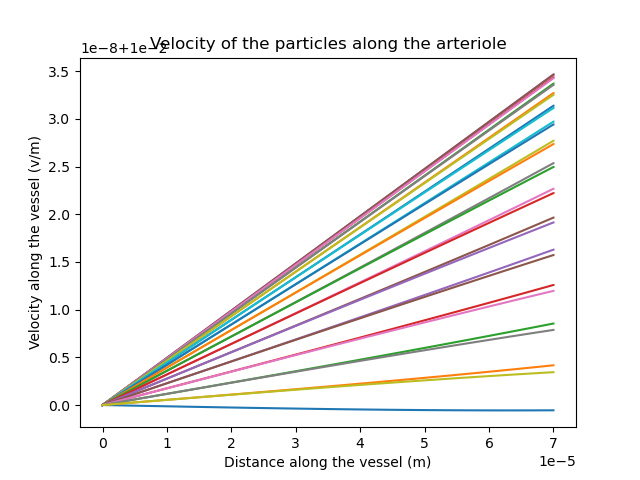 Velocity of the particles along the arteriole
1e−8+1e−2
3.5
3.0
2.5
2.0
1.5
1.0
0.5
0.0
Velocity along the vessel (v/m)
0 1 2 3 4 5 6 7
1e−5
Distance along the vessel (m)